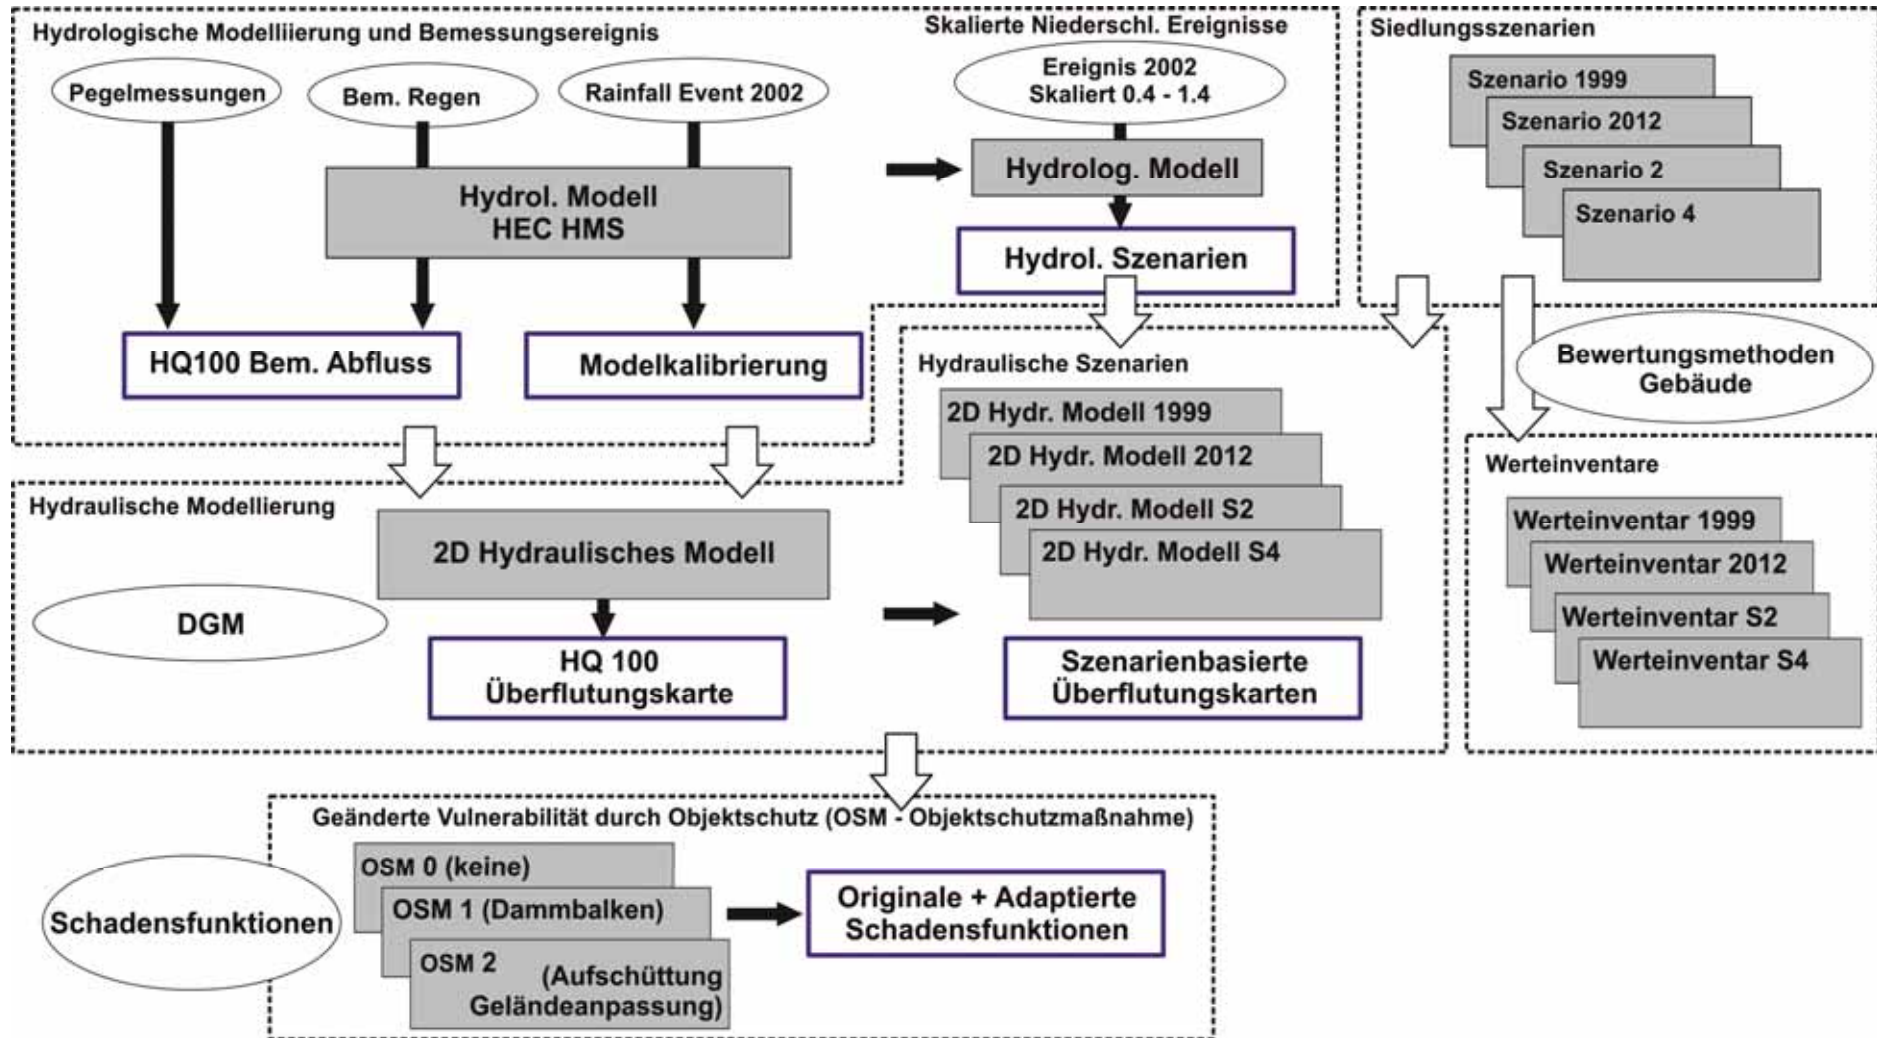 Hydrologische Modelliierung und Bemessungsereignis
Pegelmessungen
Bem. Regen
Rainfall Event 2002
Hydrol. Modell
HEC HMS
HQ100 Bem. Abfluss
Modelkalibrierung
Skalierte Niederschl. Ereignisse
Ereignis 2002
Skaliert 0.4 - 1.4
Hydrolog. Modell
Hydrol. Szenarien
Siedlungsszenarien
Szenario 1999
Szenario 2012
Szenario 2
Szenario 4
Bewertungsmethoden
Gebäude
Hydraulische Modellierung
2D Hydraulisches Modell
DGM
HQ 100
Überflutungskarte
Hydraulische Szenarien
2D Hydr. Modell 1999
2D Hydr. Modell 2012
2D Hydr. Modell S2
2D Hydr. Modell S4
Szenarienbasierte
Überflutungskarten
Werteinventare
Werteinventar 1999
Werteinventar 2012
Werteinventar S2
Werteinventar S4
Geänderte Vulnerabilität durch Objektschutz (OSM - Objektschutzmaßnahme)
Schadensfunktionen
OSM 0 (keine)
OSM 1 (Dammbalken)
OSM 2
(Aufschüttung
Geländeanpassung)
Originale + Adaptierte
Schadensfunktionen